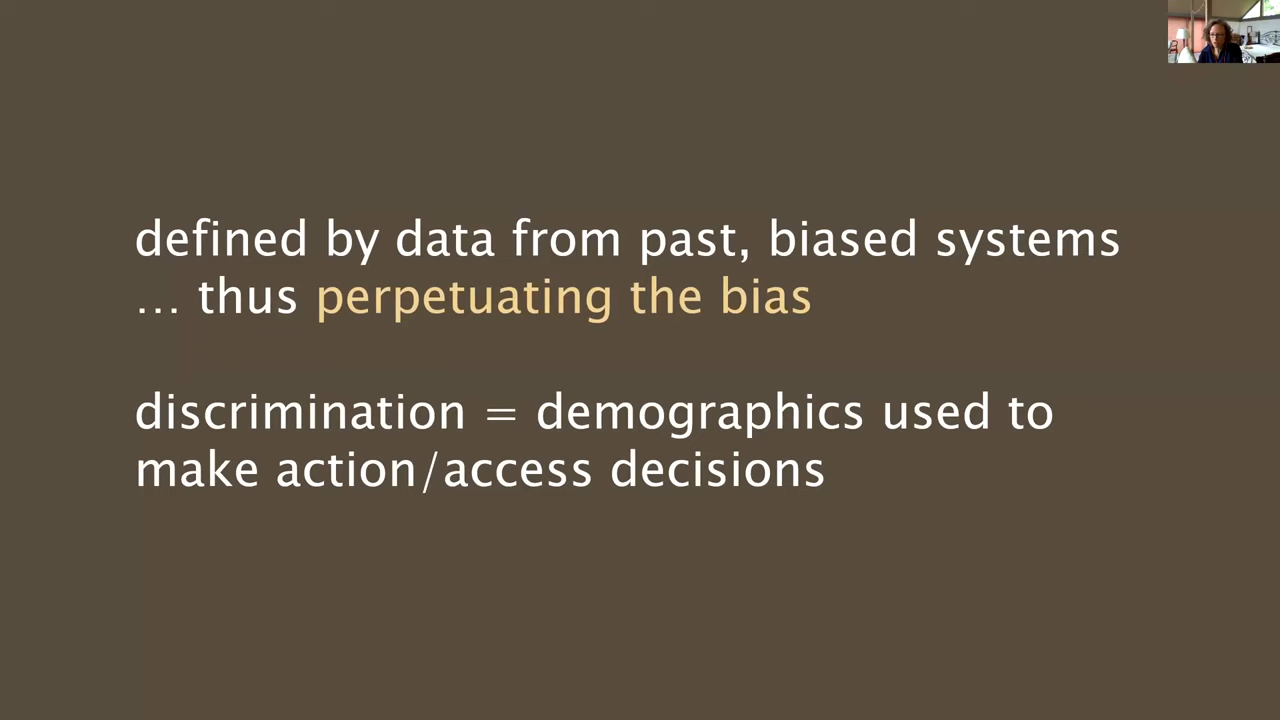 defined by data from past, biased systems
… thus perpetuating the bias
discrimination = demographics used to
make action/access decisions